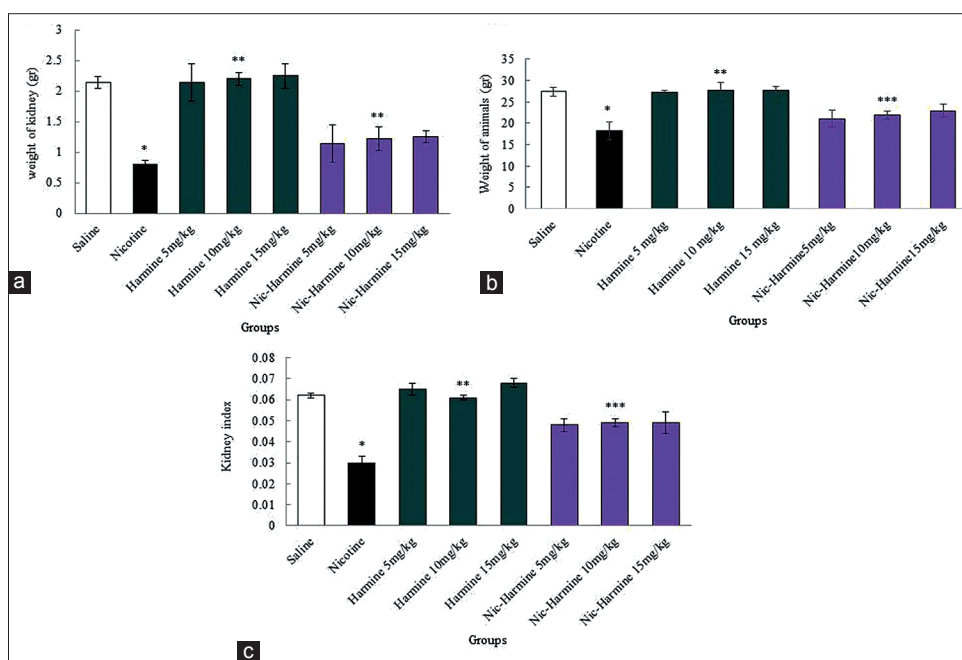 3
2.5
2
1.5
1
0.5
0
weight of kidney (gr)
*
**
**
Saline
Nicotine
Harmine 5mg/kg
Harmine 10mg/kg
Harmine 15mg/kg
Nic-Harmine 5mg/kg
Nic-Harmine 10mg/kg
Nic-Harmine 15mg/kg
Groups
a
35
30
25
20
15
10
5
0
Weight of animals (gr)
*
**
***
Saline
Nicotine
Harmine 5 mg/kg
Harmine 10 mg/kg
Harmine 15 mg/kg
Nic-Harmine5mg/kg
Nic-Harmine10mg/kg
Nic-Harmine15mg/kg
Groups
b
0.08
0.07
0.06
0.05
0.04
0.03
0.02
0.01
0
Kidney index
*
**
***
Saline
Nicotine
Harmine 5mg/kg
Harmine 10mg/kg
Harmine 15mg/kg
Nic-Harmine 5mg/kg
Nic-Harmine 10mg/kg
Nic-Harmine 15mg/kg
Groups
c